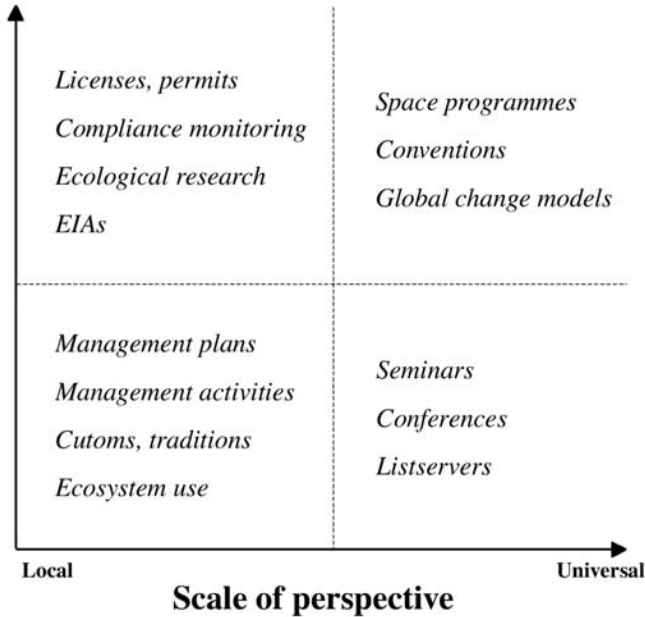 Licenses, permits
Compliance monitoring
Ecological research
EIAs
Space programmes
Conventions
Global change models
Management plans
Management activities
Cutoms, traditions
Ecosystem use
Seminars
Conferences
Listservers
Local
Universal
Scale of perspective